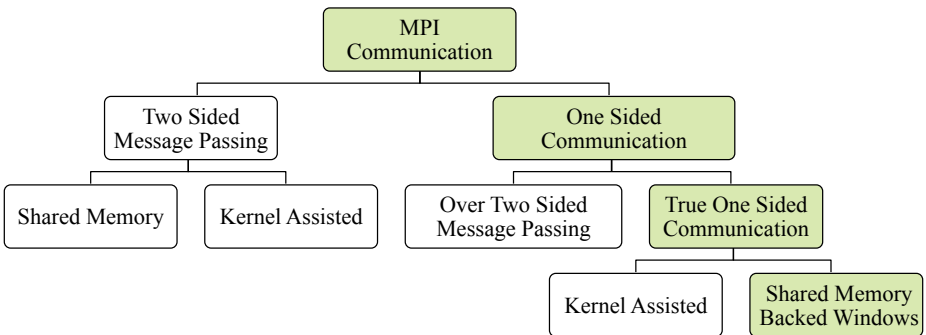 MPI
Communication
Two Sided
Message Passing
One Sided
Communication
Shared Memory
Kernel Assisted
Over Two Sided
Message Passing
True One Sided
Communication
Kernel Assisted
Shared Memory
Backed Windows